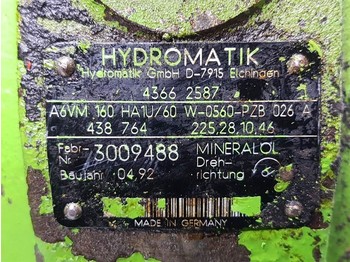 HYDROMATIK
Hydromatik GmbH D-7915 Elchingen
4366 2587
A6VM 160 HA1U/60 W-0560-PZB 026 A
438 764 225,28,10,46
Fabr- Nr. 3009488 MINERALÖL
Baujahr 04.92 Dreh- richtung
MADE IN GERMANY